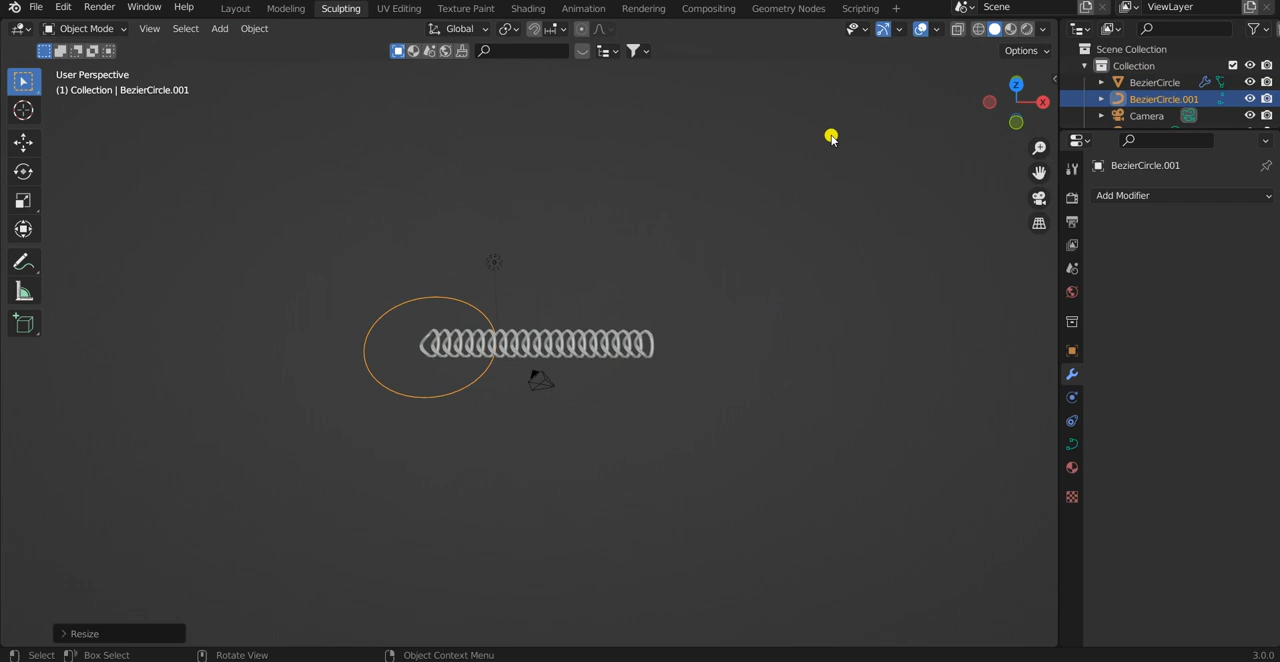 File Edit Render Window Help Layout Modeling Sculpting UV Editing Texture Paint Shading Animation Rendering Compositing Geometry Nodes Scripting + Scene ViewLayer
Object Mode View Select Add Object Global
Options
User Perspective
(1) Collection | BezierCircle.001
Z
X
Scene Collection
Collection
BezierCircle
BezierCircle.001
Camera
BezierCircle.001
Add Modifier
Resize
Select Box Select Rotate View Object Context Menu 3.0.0